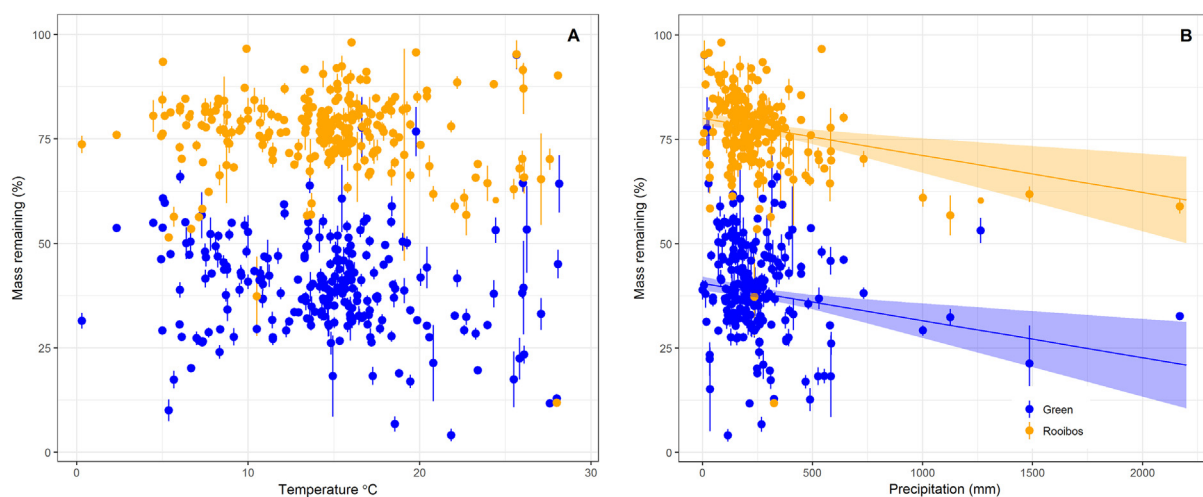 A
100
75
50
25
0
Mass remaining (%)
0
10
20
30
Temperature °C
B
100
75
50
25
0
Mass remaining (%)
Green
Rooibos
0
500
1000
1500
2000
Precipitation (mm)